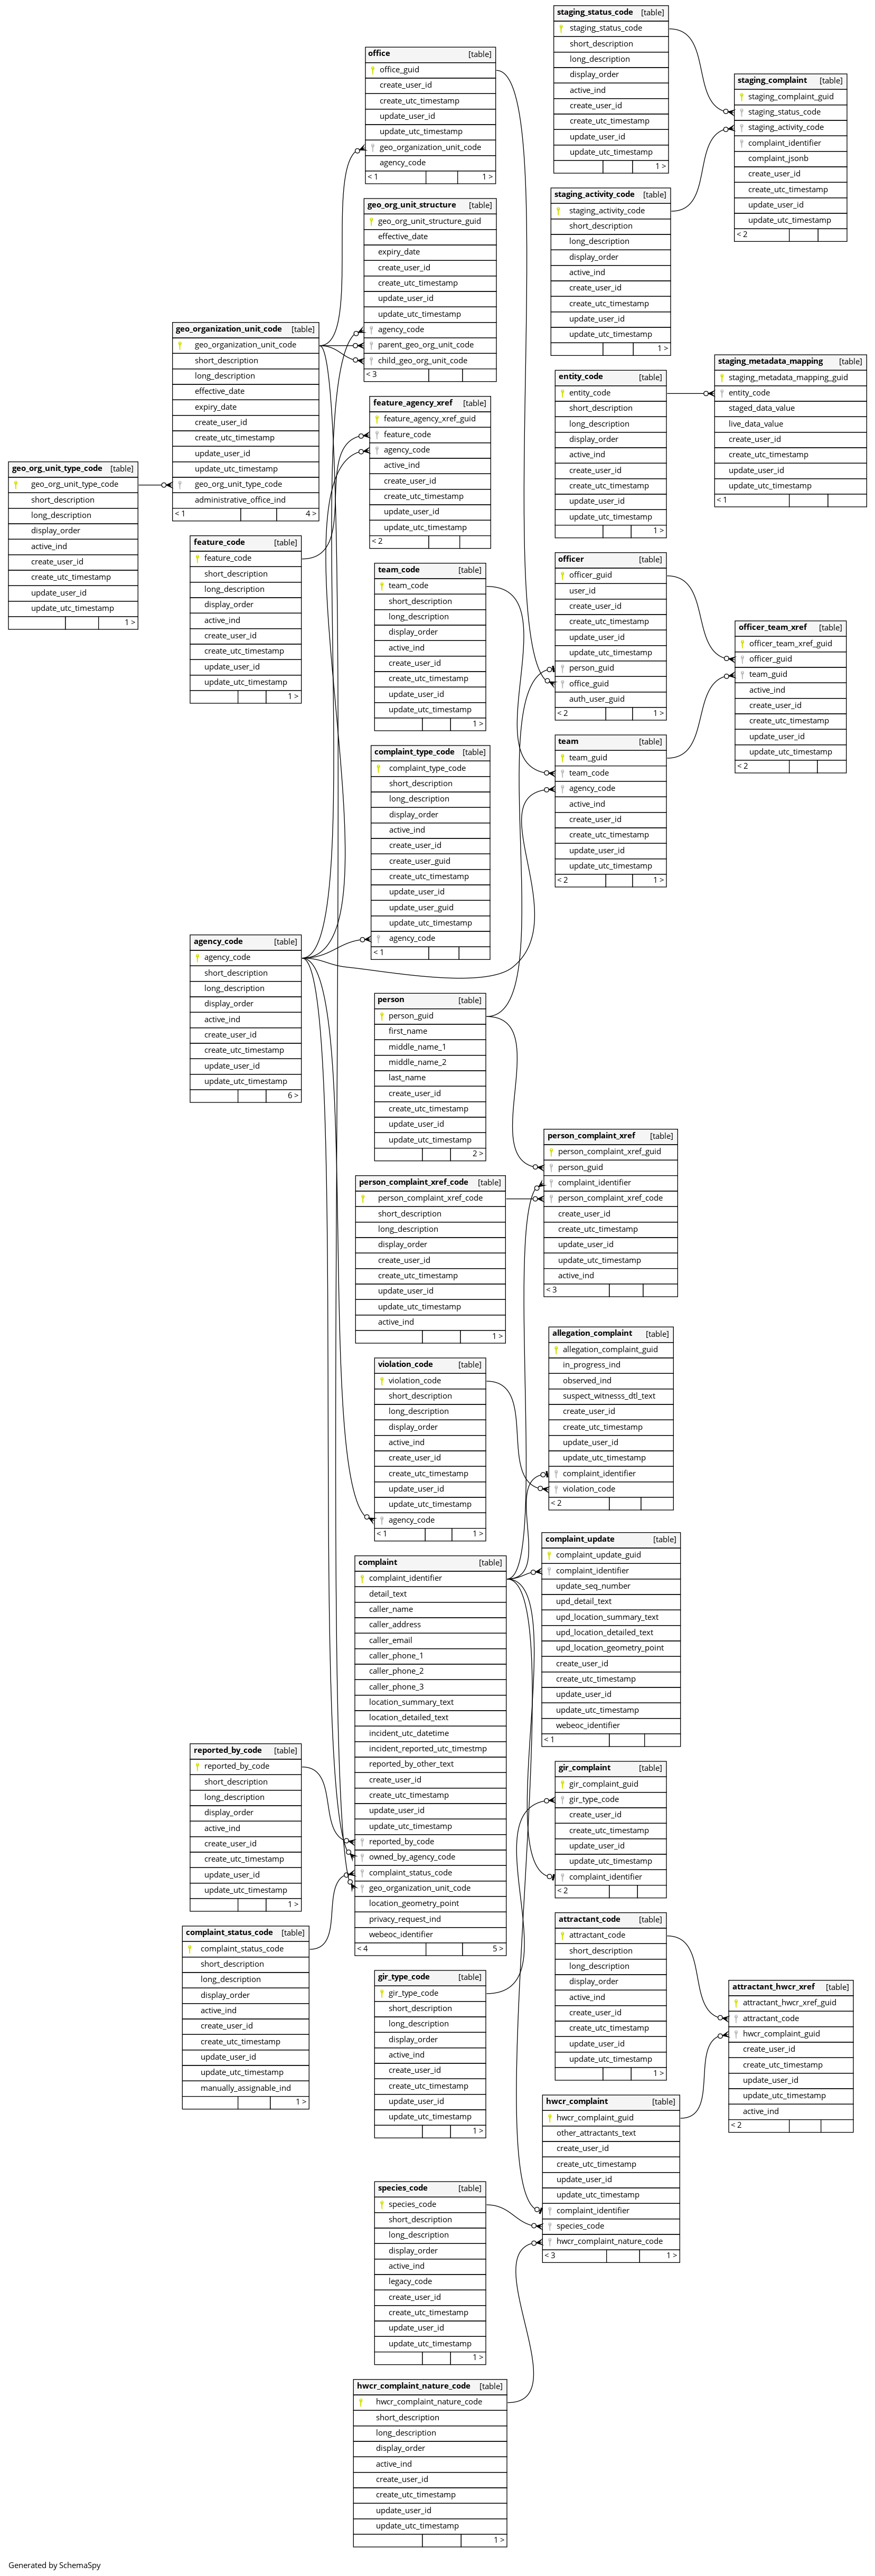 staging_status_code [table]
staging_status_code
short_description
long_description
display_order
active_ind
create_user_id
create_utc_timestamp
update_user_id
update_utc_timestamp
1 >
office [table]
office_guid
create_user_id
create_utc_timestamp
update_user_id
update_utc_timestamp
geo_organization_unit_code
agency_code
< 1 1 >
staging_complaint [table]
staging_complaint_guid
staging_status_code
staging_activity_code
complaint_identifier
complaint_jsonb
create_user_id
create_utc_timestamp
update_user_id
update_utc_timestamp
< 2
staging_activity_code [table]
staging_activity_code
short_description
long_description
display_order
active_ind
create_user_id
create_utc_timestamp
update_user_id
update_utc_timestamp
1 >
geo_org_unit_structure [table]
geo_org_unit_structure_guid
effective_date
expiry_date
create_user_id
create_utc_timestamp
update_user_id
update_utc_timestamp
agency_code
parent_geo_org_unit_code
child_geo_org_unit_code
< 3
geo_organization_unit_code [table]
geo_organization_unit_code
short_description
long_description
effective_date
expiry_date
create_user_id
create_utc_timestamp
update_user_id
update_utc_timestamp
geo_org_unit_type_code
administrative_office_ind
< 1 4 >
staging_metadata_mapping [table]
staging_metadata_mapping_guid
entity_code
staged_data_value
live_data_value
create_user_id
create_utc_timestamp
update_user_id
update_utc_timestamp
< 1
entity_code [table]
entity_code
short_description
long_description
display_order
active_ind
create_user_id
create_utc_timestamp
update_user_id
update_utc_timestamp
1 >
feature_agency_xref [table]
feature_agency_xref_guid
feature_code
agency_code
active_ind
create_user_id
create_utc_timestamp
update_user_id
update_utc_timestamp
< 2
geo_org_unit_type_code [table]
geo_org_unit_type_code
short_description
long_description
display_order
active_ind
create_user_id
create_utc_timestamp
update_user_id
update_utc_timestamp
1 >
feature_code [table]
feature_code
short_description
long_description
display_order
active_ind
create_user_id
create_utc_timestamp
update_user_id
update_utc_timestamp
1 >
officer [table]
officer_guid
user_id
create_user_id
create_utc_timestamp
update_user_id
update_utc_timestamp
person_guid
office_guid
auth_user_guid
< 2 1 >
team_code [table]
team_code
short_description
long_description
display_order
active_ind
create_user_id
create_utc_timestamp
update_user_id
update_utc_timestamp
1 >
officer_team_xref [table]
officer_team_xref_guid
officer_guid
team_guid
active_ind
create_user_id
create_utc_timestamp
update_user_id
update_utc_timestamp
< 2
team [table]
team_guid
team_code
agency_code
active_ind
create_user_id
create_utc_timestamp
update_user_id
update_utc_timestamp
< 2 1 >
complaint_type_code [table]
complaint_type_code
short_description
long_description
display_order
active_ind
create_user_id
create_user_guid
create_utc_timestamp
update_user_id
update_user_guid
update_utc_timestamp
agency_code
< 1
agency_code [table]
agency_code
short_description
long_description
display_order
active_ind
create_user_id
create_utc_timestamp
update_user_id
update_utc_timestamp
6 >
person [table]
person_guid
first_name
middle_name_1
middle_name_2
last_name
create_user_id
create_utc_timestamp
update_user_id
update_utc_timestamp
2 >
person_complaint_xref [table]
person_complaint_xref_guid
person_guid
complaint_identifier
person_complaint_xref_code
create_user_id
create_utc_timestamp
update_user_id
update_utc_timestamp
active_ind
< 3
person_complaint_xref_code [table]
person_complaint_xref_code
short_description
long_description
display_order
create_user_id
create_utc_timestamp
update_user_id
update_utc_timestamp
active_ind
1 >
allegation_complaint [table]
allegation_complaint_guid
in_progress_ind
observed_ind
suspect_witnesss_dtl_text
create_user_id
create_utc_timestamp
update_user_id
update_utc_timestamp
complaint_identifier
violation_code
< 2
violation_code [table]
violation_code
short_description
long_description
display_order
active_ind
create_user_id
create_utc_timestamp
update_user_id
update_utc_timestamp
agency_code
< 1 1 >
complaint_update [table]
complaint_update_guid
complaint_identifier
update_seq_number
upd_detail_text
upd_location_summary_text
upd_location_detailed_text
upd_location_geometry_point
create_user_id
create_utc_timestamp
update_user_id
update_utc_timestamp
webeoc_identifier
< 1
complaint [table]
complaint_identifier
detail_text
caller_name
caller_address
caller_email
caller_phone_1
caller_phone_2
caller_phone_3
location_summary_text
location_detailed_text
incident_utc_datetime
incident_reported_utc_timestmp
reported_by_other_text
create_user_id
create_utc_timestamp
update_user_id
update_utc_timestamp
reported_by_code
owned_by_agency_code
complaint_status_code
geo_organization_unit_code
location_geometry_point
privacy_request_ind
webeoc_identifier
< 4 5 >
reported_by_code [table]
reported_by_code
short_description
long_description
display_order
active_ind
create_user_id
create_utc_timestamp
update_user_id
update_utc_timestamp
1 >
gir_complaint [table]
gir_complaint_guid
gir_type_code
create_user_id
create_utc_timestamp
update_user_id
update_utc_timestamp
complaint_identifier
< 2
complaint_status_code [table]
complaint_status_code
short_description
long_description
display_order
active_ind
create_user_id
create_utc_timestamp
update_user_id
update_utc_timestamp
manually_assignable_ind
1 >
attractant_code [table]
attractant_code
short_description
long_description
display_order
active_ind
create_user_id
create_utc_timestamp
update_user_id
update_utc_timestamp
1 >
gir_type_code [table]
gir_type_code
short_description
long_description
display_order
active_ind
create_user_id
create_utc_timestamp
update_user_id
update_utc_timestamp
1 >
attractant_hwcr_xref [table]
attractant_hwcr_xref_guid
attractant_code
hwcr_complaint_guid
create_user_id
create_utc_timestamp
update_user_id
update_utc_timestamp
active_ind
< 2
hwcr_complaint [table]
hwcr_complaint_guid
other_attractants_text
create_user_id
create_utc_timestamp
update_user_id
update_utc_timestamp
complaint_identifier
species_code
hwcr_complaint_nature_code
< 3 1 >
species_code [table]
species_code
short_description
long_description
display_order
active_ind
legacy_code
create_user_id
create_utc_timestamp
update_user_id
update_utc_timestamp
1 >
hwcr_complaint_nature_code [table]
hwcr_complaint_nature_code
short_description
long_description
display_order
active_ind
create_user_id
create_utc_timestamp
update_user_id
update_utc_timestamp
1 >
Generated by SchemaSpy